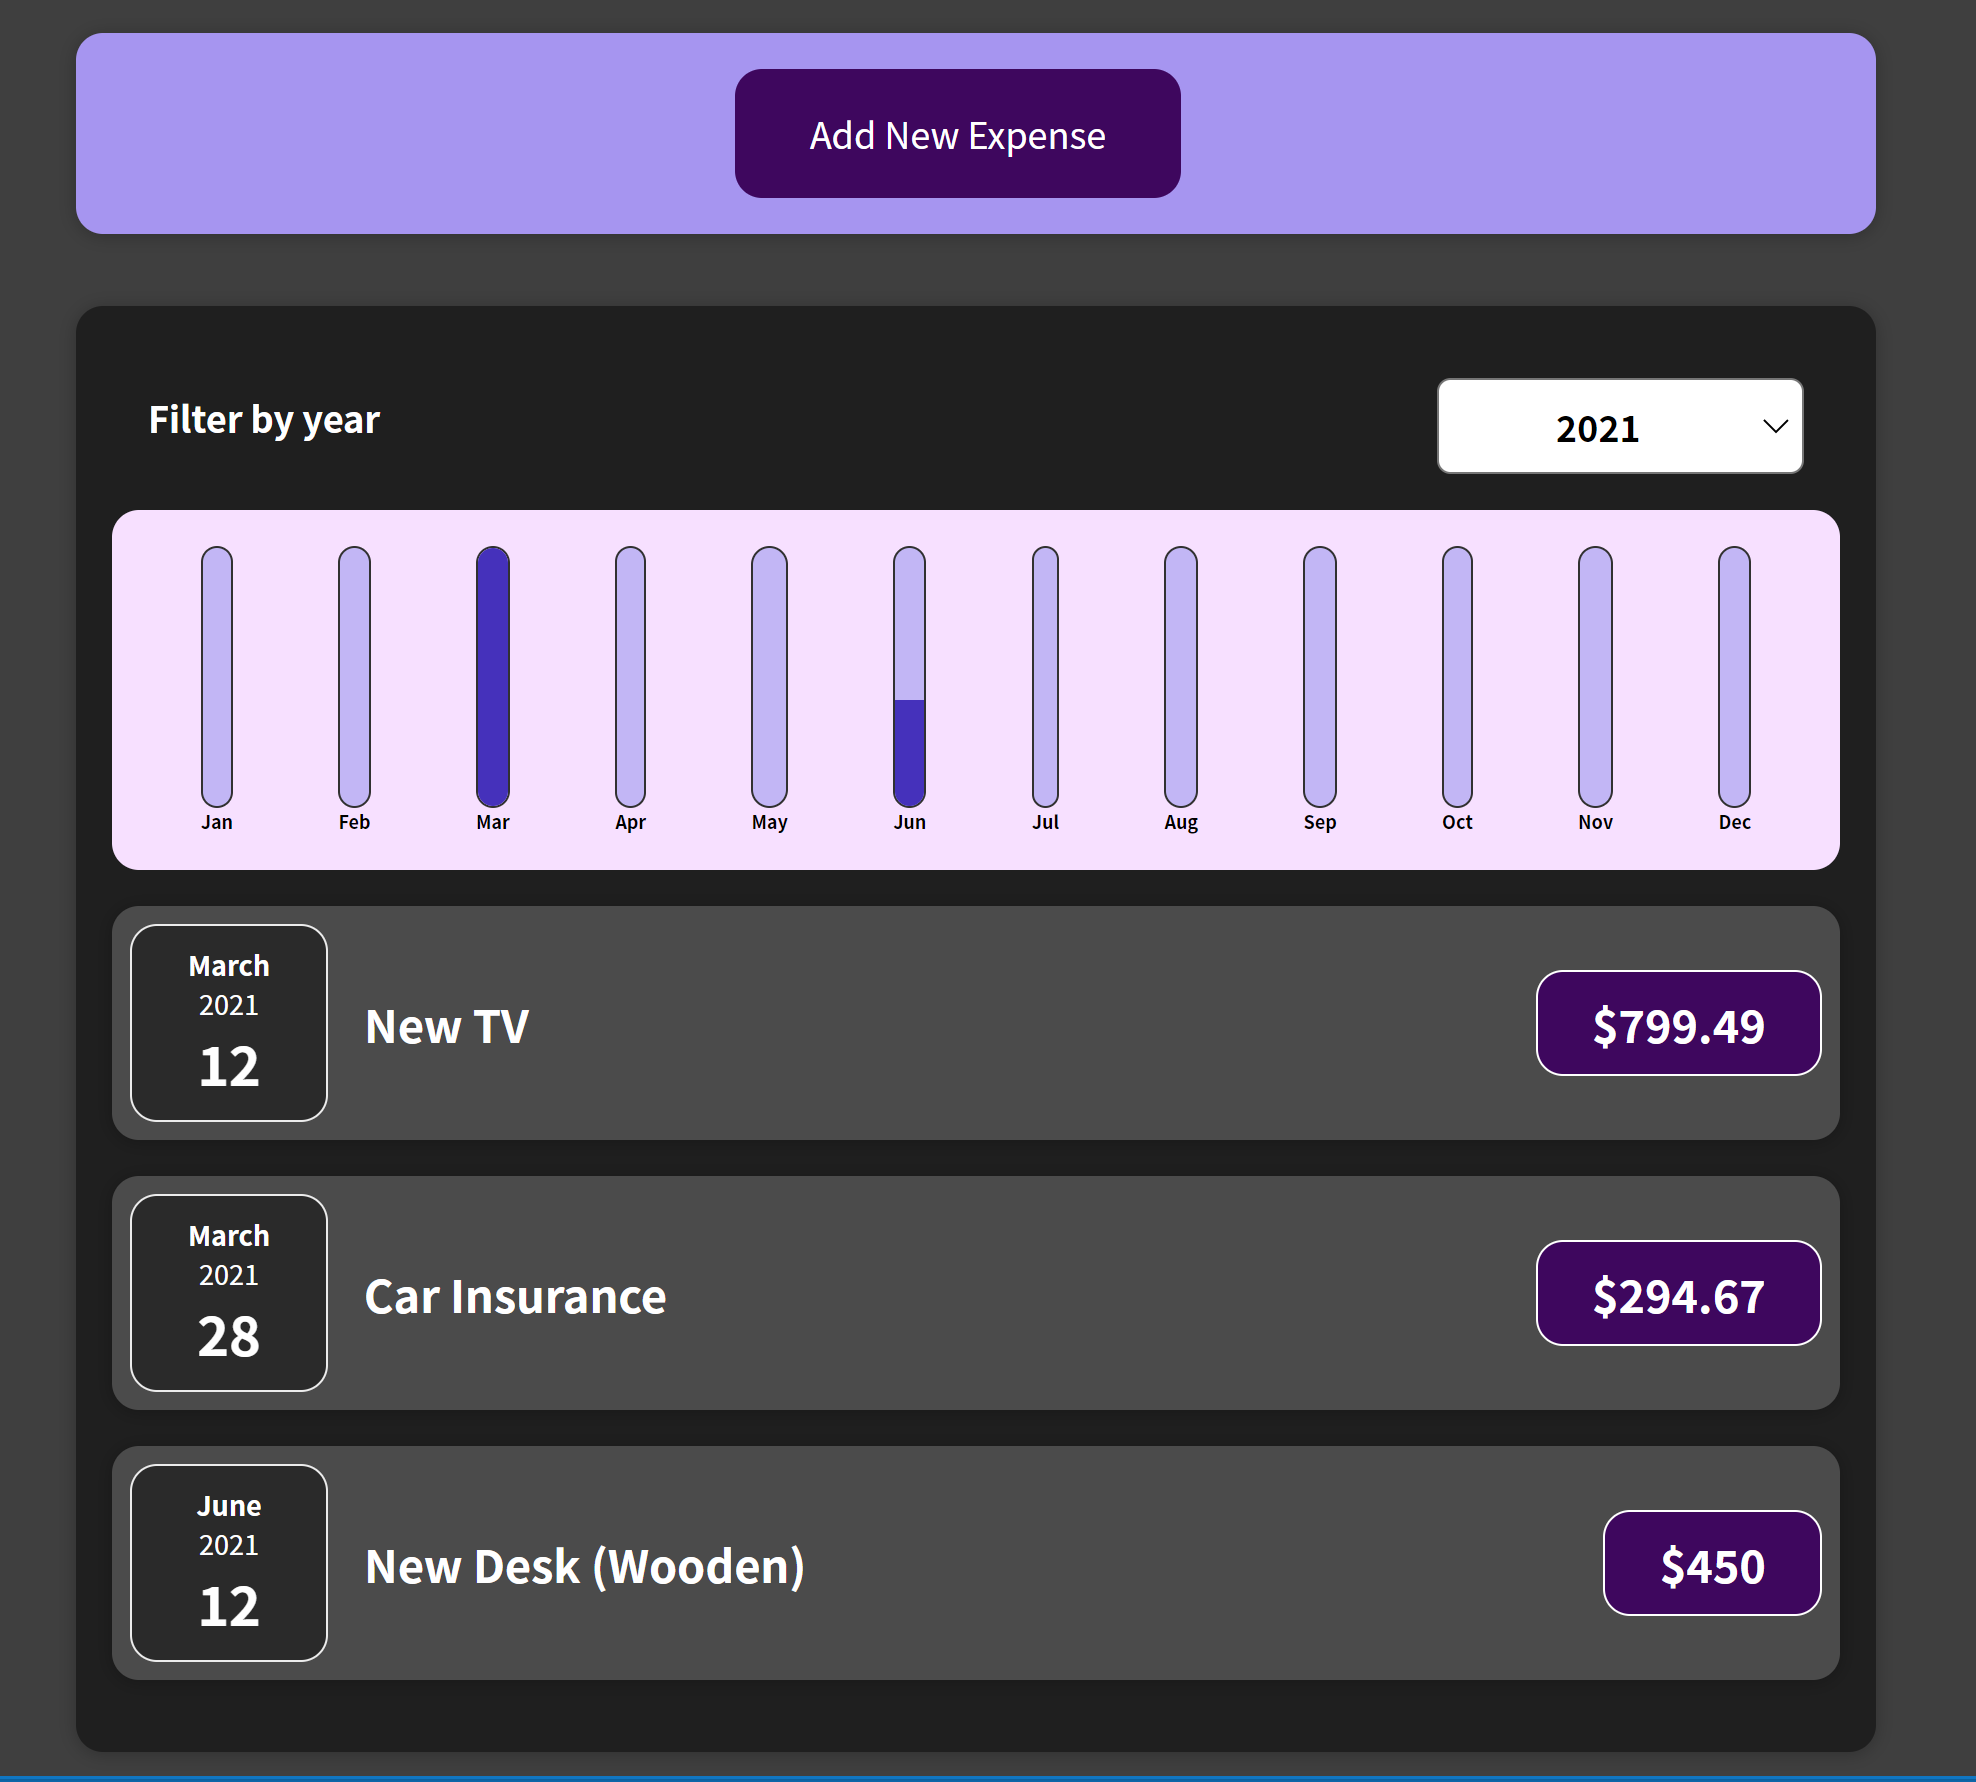 Add New Expense
Filter by year
2021
Jan Feb Mar Apr May Jun Jul Aug Sep Oct Nov Dec
March
2021
12
New TV
$799.49
March
2021
28
Car Insurance
$294.67
June
2021
12
New Desk (Wooden)
$450